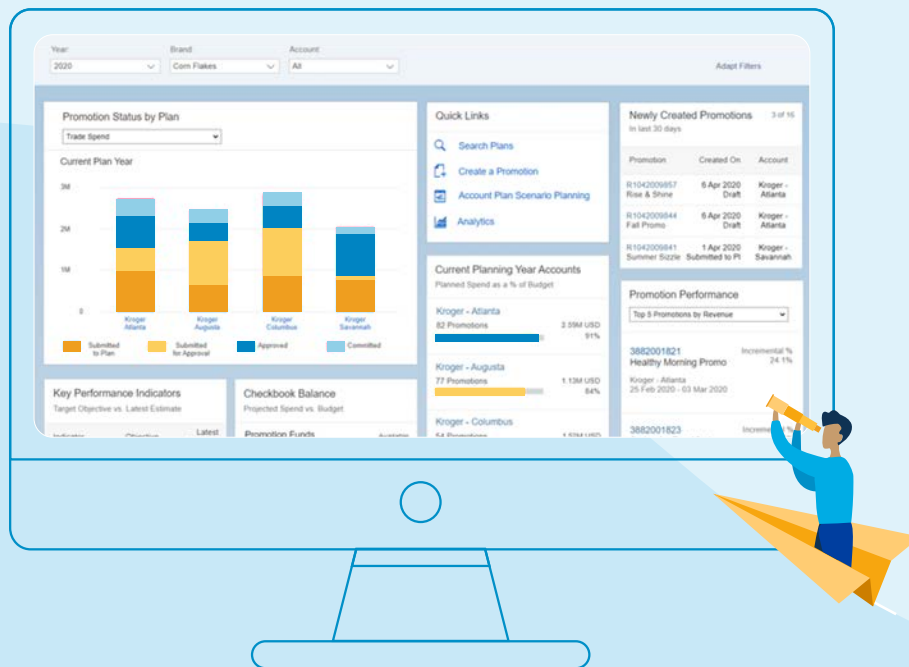 Year: Brand: Account:
2020 Corn Flakes All Adapt Filters
Promotion Status by Plan
Trade Spend
Current Plan Year
3M
2M
1M
0
Kroger Atlanta
Kroger Augusta
Kroger Columbus
Kroger Savannah
Submitted to Plan
Submitted for Approval
Approved
Committed
Quick Links
Search Plans
Create a Promotion
Account Plan Scenario Planning
Analytics
Newly Created Promotions 3 of 16
In last 30 days
Promotion Created On Account
R1042009857 6 Apr 2020 Kroger -
Rise & Shine Draft Atlanta
R1042009844 6 Apr 2020 Kroger -
Fall Promo Draft Atlanta
R1042009841 1 Apr 2020 Kroger -
Summer Sizzle Submitted to Pl Savannah
Current Planning Year Accounts
Planned Spend as a % of Budget
Kroger - Atlanta
82 Promotions 3.59M USD
91%
Kroger - Augusta
77 Promotions 1.13M USD
84%
Kroger - Columbus
54 Promotions
Promotion Performance
Top 5 Promotions by Revenue
3882001821 Incremental %
Healthy Morning Promo 24.1%
Kroger - Atlanta
25 Feb 2020 - 03 Mar 2020
3882001823
Key Performance Indicators
Target Objective vs. Latest Estimate
Latest
Indicator Objective
Checkbook Balance
Projected Spend vs. Budget
Promotion Funds